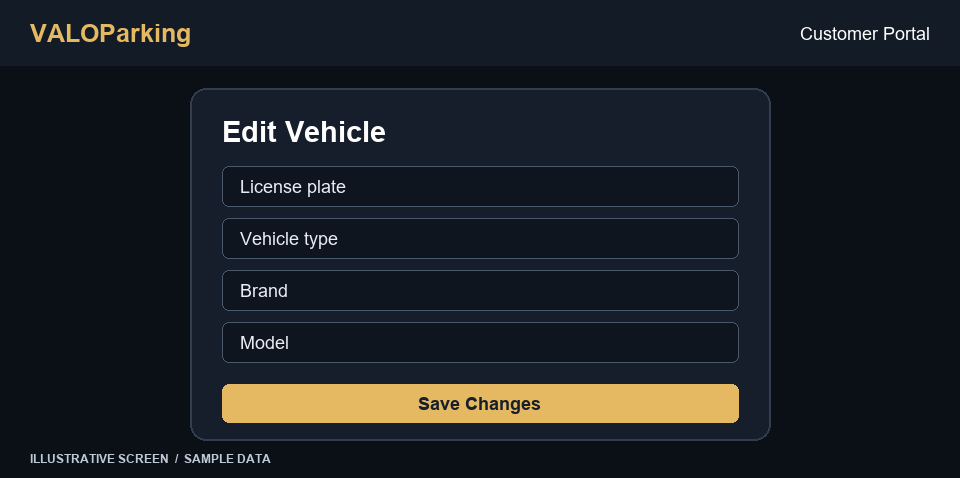 VALOParking
Customer Portal
Edit Vehicle
License plate
Vehicle type
Brand
Model
Save Changes
ILLUSTRATIVE SCREEN / SAMPLE DATA